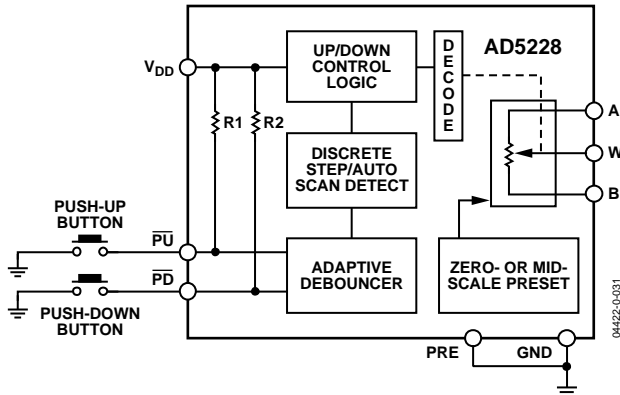 UP/DOWN
CONTROL
LOGIC
DECODE
AD5228
VDD
R1
R2
A
W
B
DISCRETE
STEP/AUTO
SCAN DETECT
PUSH-UP
BUTTON
PU
ADAPTIVE
DEBOUNCER
ZERO- OR MID-
SCALE PRESET
PD
PUSH-DOWN
BUTTON
PRE
GND
04422-0-031